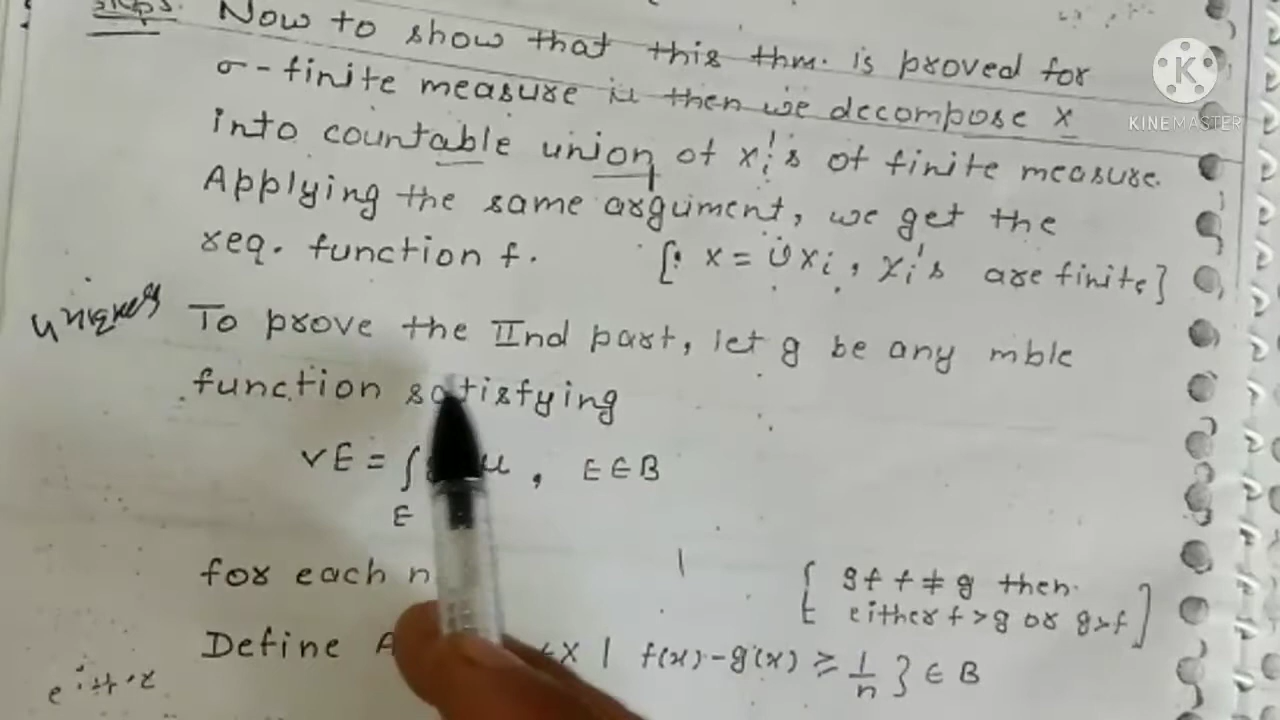 Now to show that this thm. is proved for
σ-finite measure μ then we decompose X
KINEMASTER
into countable union of Xi's of finite measure.
Applying the same argument, we get the
req. function f. [∵ X = ∪Xi, Xi's are finite]
uniqness To prove the IInd part, let g be any mble
function satisfying
νE = ∫ μ, E∈B
E
for each n
[ gf f ≠ g then
either f>g or g>f ]
Define A X | f(x)-g(x) ≥ 1/n } ∈ B